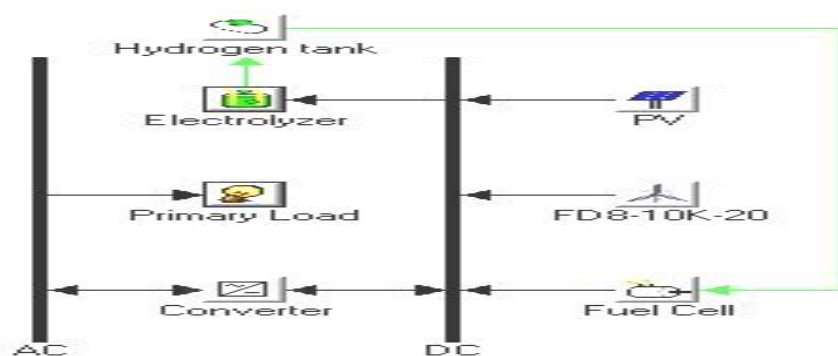 Hydrogen tank
Electrolyzer
PV
Primary Load
FD8-10K-20
Converter
Fuel Cell
AC
DC